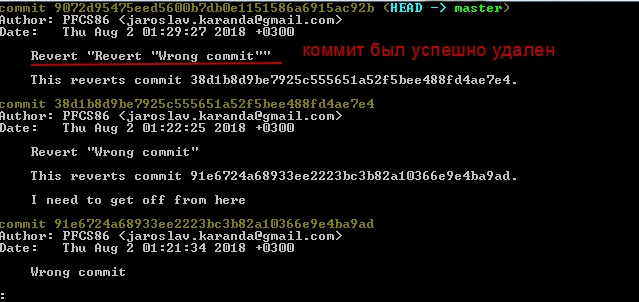 commit 9072d95475eed5600b7db0e1151586a6915ac92b (HEAD -> master)
Author: PFCS86 <jaroslav.karanda@gmail.com>
Date:   Thu Aug 2 01:29:27 2018 +0300
Revert "Revert "Wrong commit"" коммит был успешно удален
This reverts commit 38d1b8d9be7925c555651a52f5bee488fd4ae7e4.
commit 38d1b8d9be7925c555651a52f5bee488fd4ae7e4
Author: PFCS86 <jaroslav.karanda@gmail.com>
Date:   Thu Aug 2 01:22:25 2018 +0300
Revert "Wrong commit"
This reverts commit 91e6724a68933ee2223bc3b82a10366e9e4ba9ad.
I need to get off from here
commit 91e6724a68933ee2223bc3b82a10366e9e4ba9ad
Author: PFCS86 <jaroslav.karanda@gmail.com>
Date:   Thu Aug 2 01:21:34 2018 +0300
Wrong commit
: